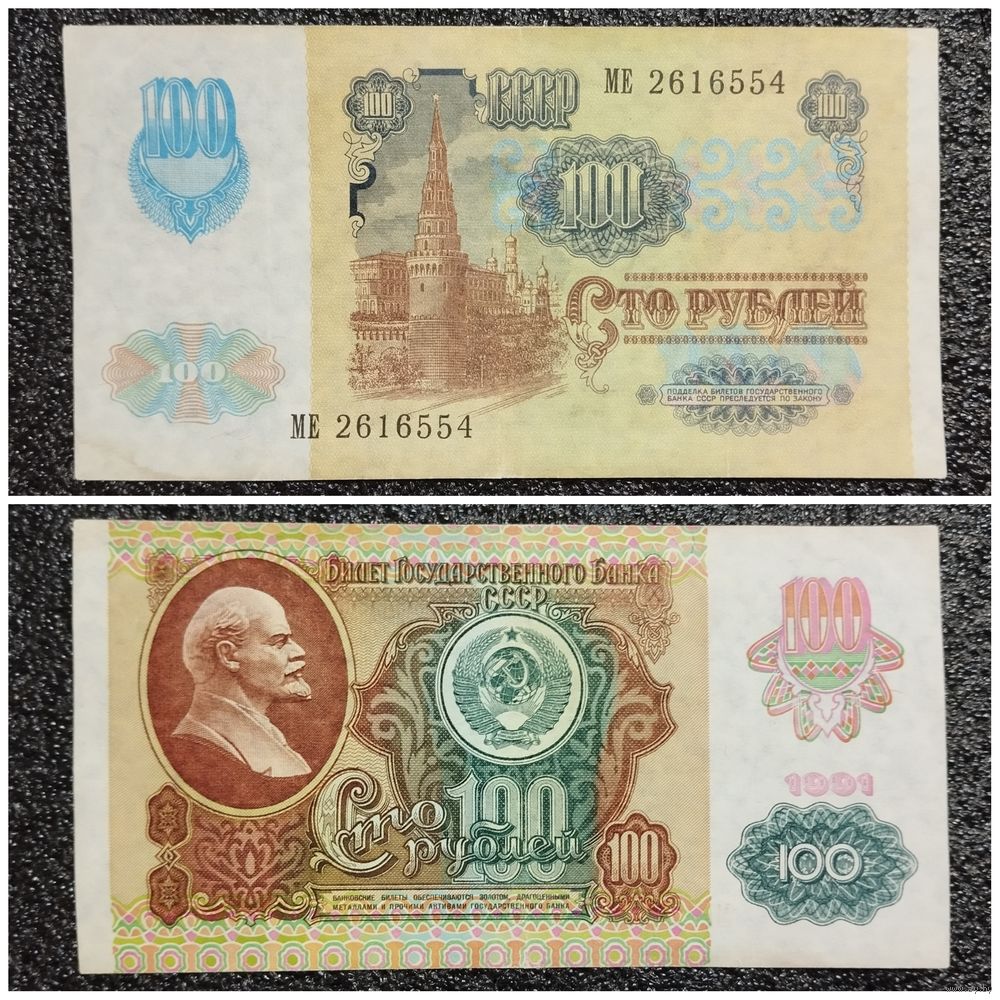 100
100
СССР
МЕ 2616554
100
100
Сто рублей
100
ПОДДЕЛКА БИЛЕТОВ ГОСУДАРСТВЕННОГО
БАНКА СССР ПРЕСЛЕДУЕТСЯ ПО ЗАКОНУ
МЕ 2616554
Билет Государственного Банка
СССР
100
1991
Сто
рублей
100
100
100
БАНКОВСКИЕ БИЛЕТЫ ОБЕСПЕЧИВАЮТСЯ ЗОЛОТОМ, ДРАГОЦЕННЫМИ
МЕТАЛЛАМИ И ПРОЧИМИ АКТИВАМИ ГОСУДАРСТВЕННОГО БАНКА